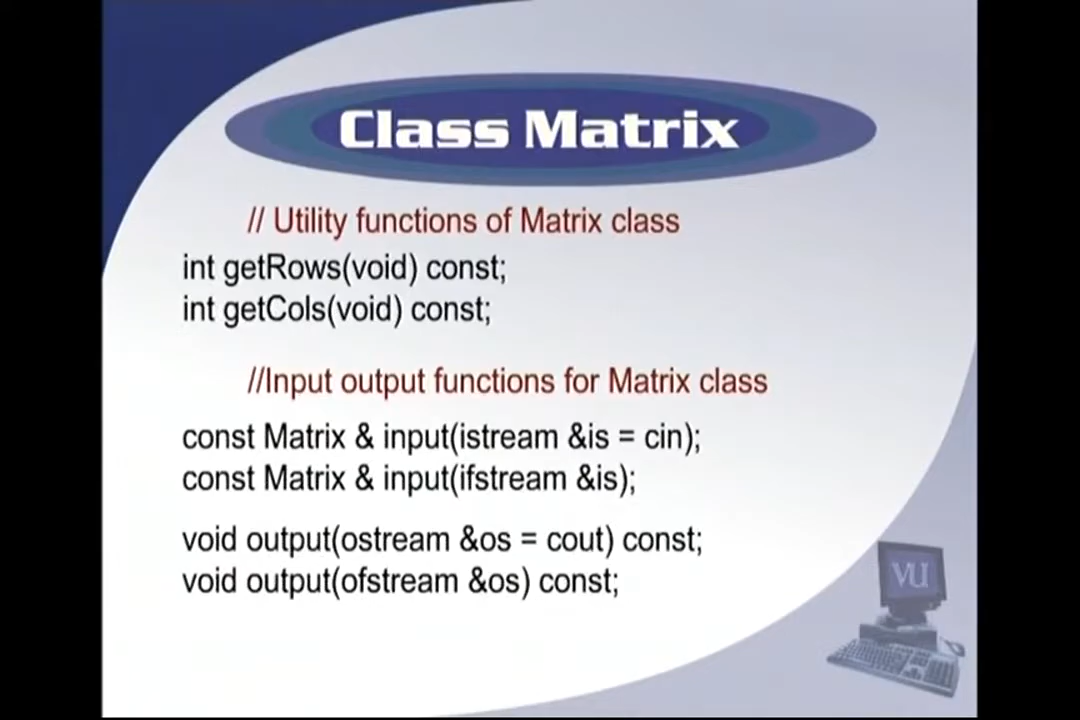 Class Matrix
// Utility functions of Matrix class
int getRows(void) const;
int getCols(void) const;
//Input output functions for Matrix class
const Matrix & input(istream &is = cin);
const Matrix & input(ifstream &is);
void output(ostream &os = cout) const;
void output(ofstream &os) const;
VU